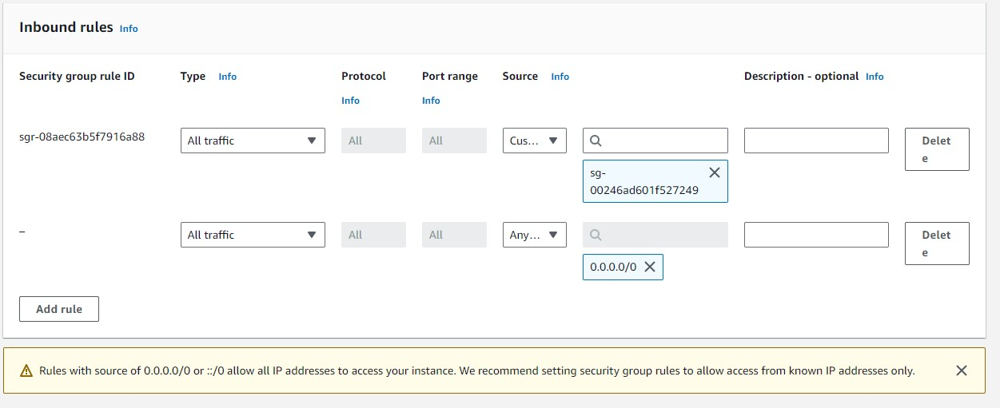 Inbound rules Info
Security group rule ID Type Info Protocol Info Port range Info Source Info Description - optional Info
sgr-08aec63b5f7916a88 All traffic All All Cus... Delet
e
sg-
00246ad601f527249
– All traffic All All Any... Delet
e
0.0.0.0/0
Add rule
Rules with source of 0.0.0.0/0 or ::/0 allow all IP addresses to access your instance. We recommend setting security group rules to allow access from known IP addresses only.